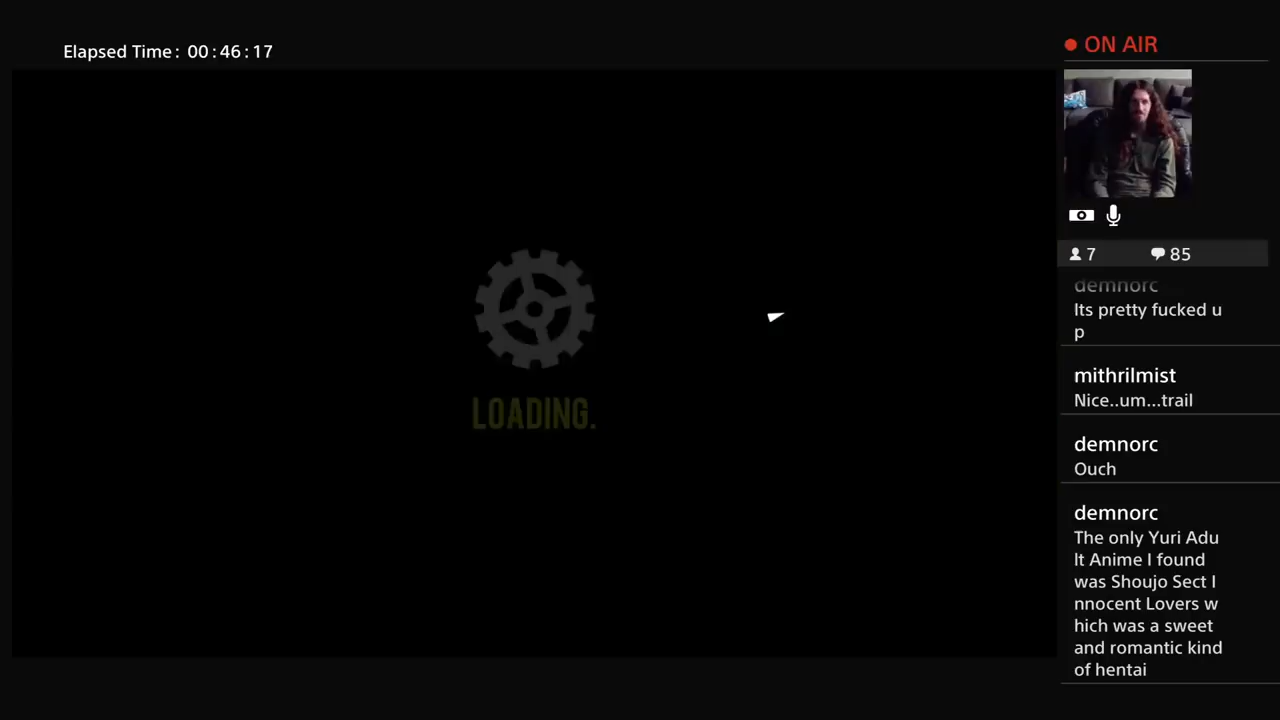 Elapsed Time: 00:46:17
ON AIR
7
85
demnorc
Its pretty fucked u
p
mithrilmist
Nice..um...trail
demnorc
Ouch
demnorc
The only Yuri Adu
lt Anime I found
was Shoujo Sect I
nnocent Lovers w
hich was a sweet
and romantic kind
of hentai
LOADING.